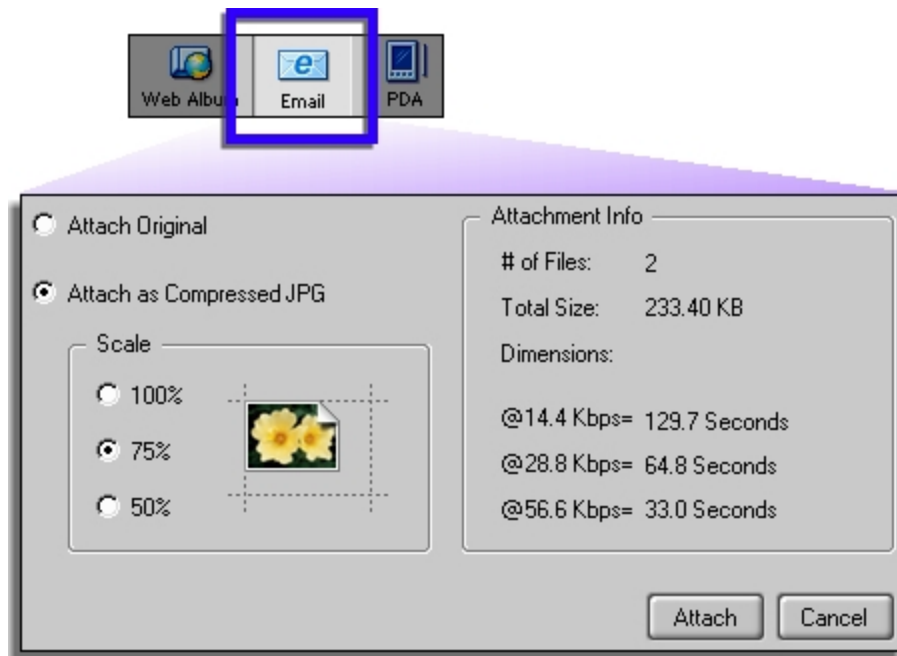 Web Album
Email
PDA
Attach Original
Attach as Compressed JPG
Scale
100%
75%
50%
Attachment Info
# of Files: 2
Total Size: 233.40 KB
Dimensions:
@14.4 Kbps= 129.7 Seconds
@28.8 Kbps= 64.8 Seconds
@56.6 Kbps= 33.0 Seconds
Attach
Cancel